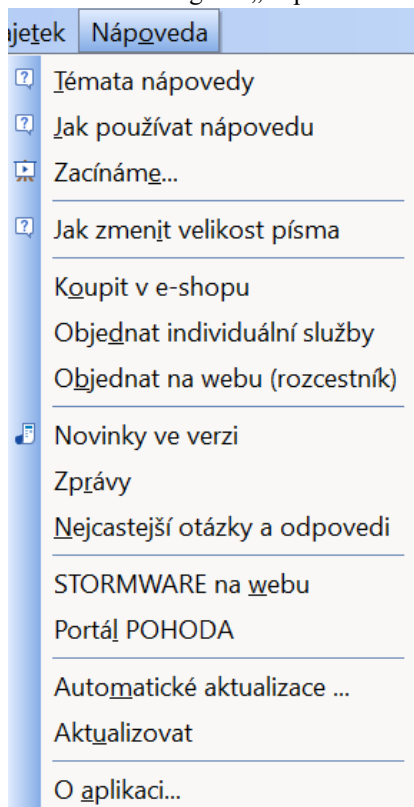 ajetek Nápoveda
Témata nápovedy
Jak používat nápovedu
Zacínáme...
Jak zmenit velikost písma
Koupit v e-shopu
Objednat individuální služby
Objednat na webu (rozcestník)
Novinky ve verzi
Zprávy
Nejcastejší otázky a odpovedi
STORMWARE na webu
Portál POHODA
Automatické aktualizace ...
Aktualizovat
O aplikaci...